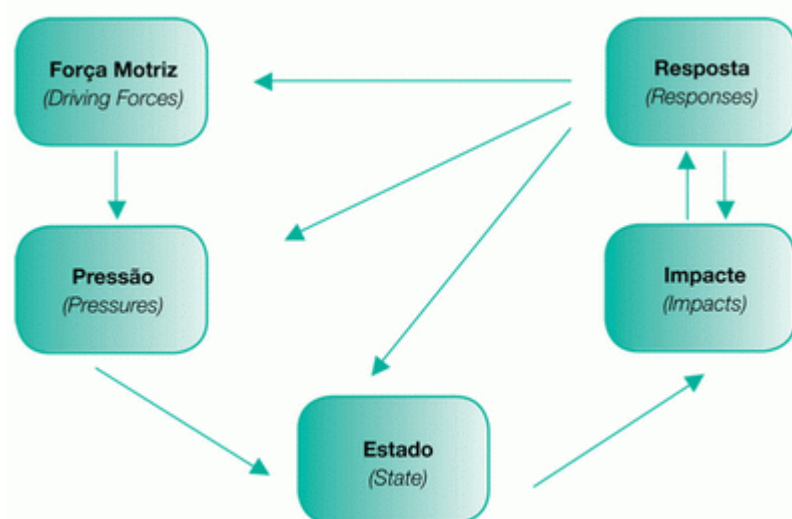 Força Motriz
(Driving Forces)
Resposta
(Responses)
Pressão
(Pressures)
Impacte
(Impacts)
Estado
(State)